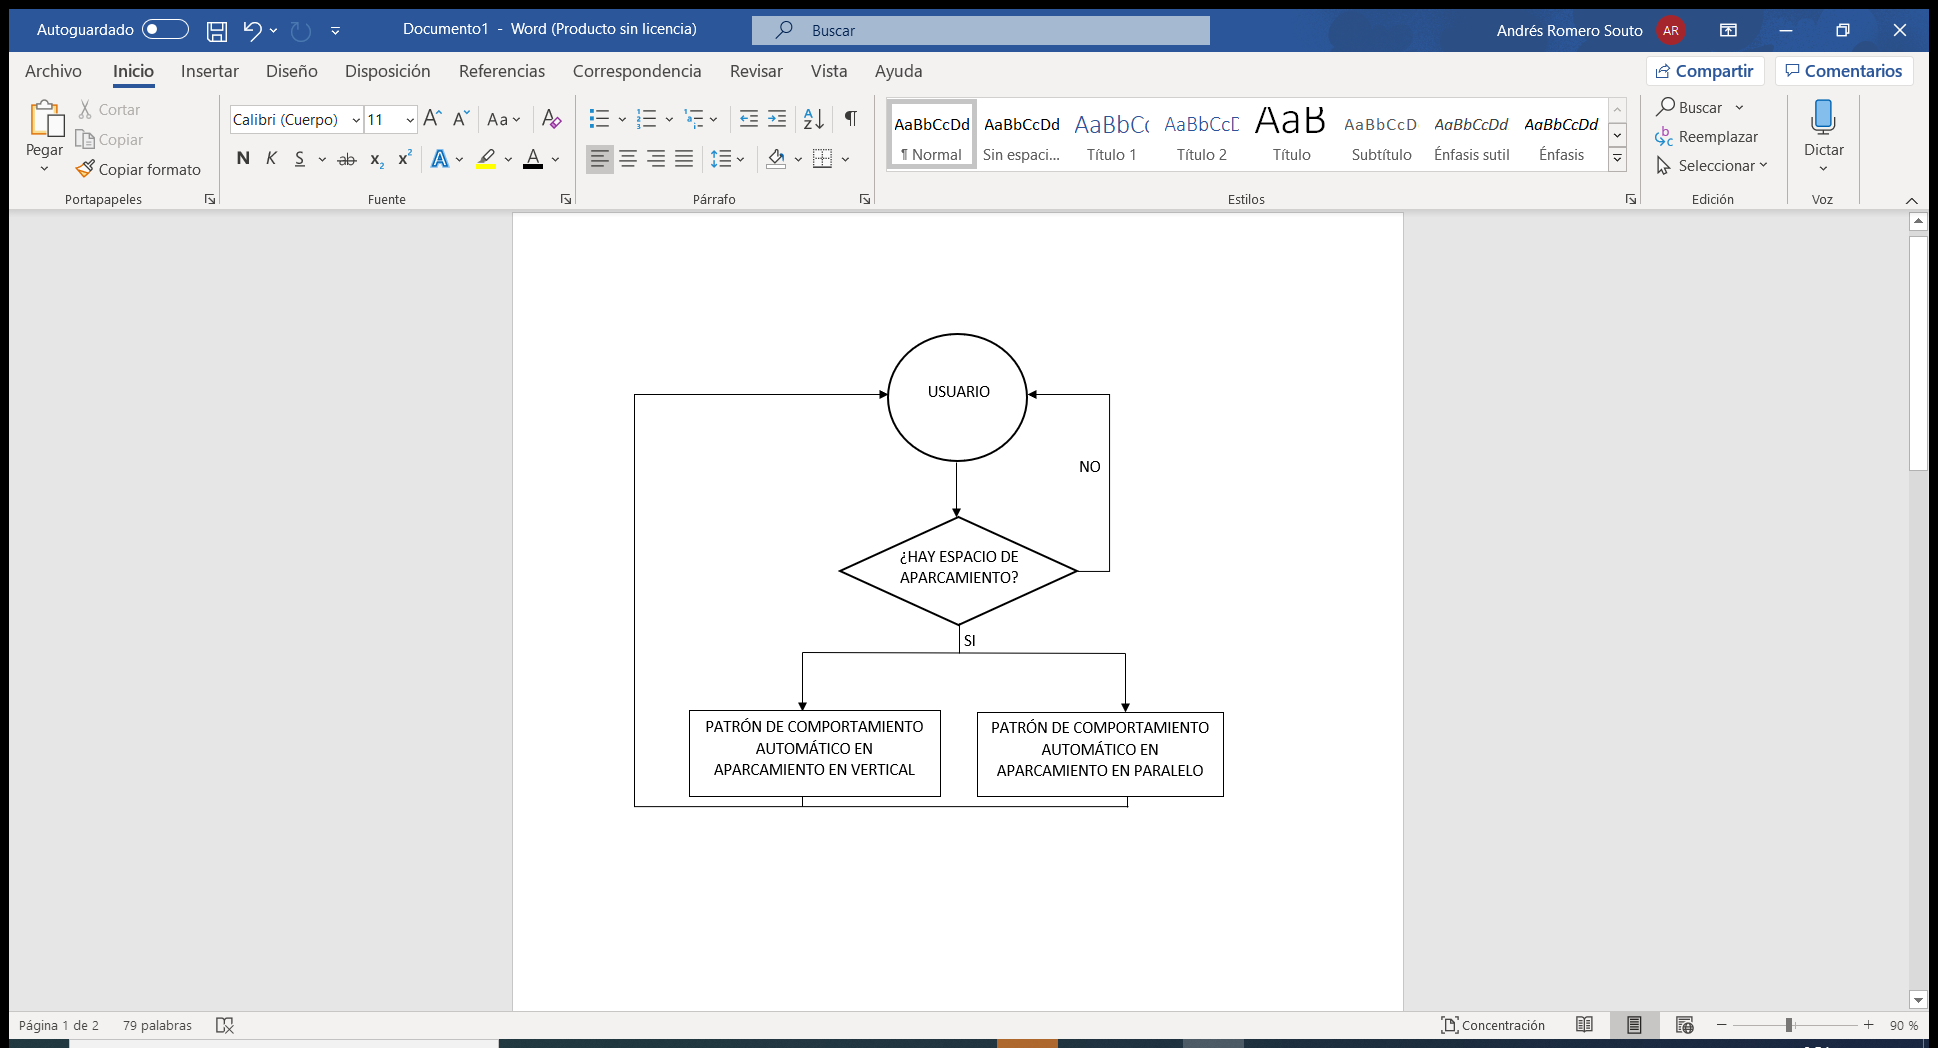 Autoguardado
Documento1 - Word (Producto sin licencia)
Buscar
Andrés Romero Souto
AR
Archivo
Inicio
Insertar
Diseño
Disposición
Referencias
Correspondencia
Revisar
Vista
Ayuda
Compartir
Comentarios
Pegar
Cortar
Copiar
Copiar formato
Portapapeles
Calibri (Cuerpo)
11
Aa
N K S ab x₂ x²
A A
Fuente
Párrafo
AaBbCcDd
¶ Normal
AaBbCcDd
Sin espaci...
AaBbCc
Título 1
AaBbCcD
Título 2
AaB
Título
AaBbCcD
Subtítulo
AaBbCcDd
Énfasis sutil
AaBbCcDd
Énfasis
Estilos
Buscar
Reemplazar
Seleccionar
Edición
Dictar
Voz
USUARIO
NO
¿HAY ESPACIO DE
APARCAMIENTO?
SI
PATRÓN DE COMPORTAMIENTO
AUTOMÁTICO EN
APARCAMIENTO EN VERTICAL
PATRÓN DE COMPORTAMIENTO
AUTOMÁTICO EN
APARCAMIENTO EN PARALELO
Página 1 de 2
79 palabras
Concentración
90 %